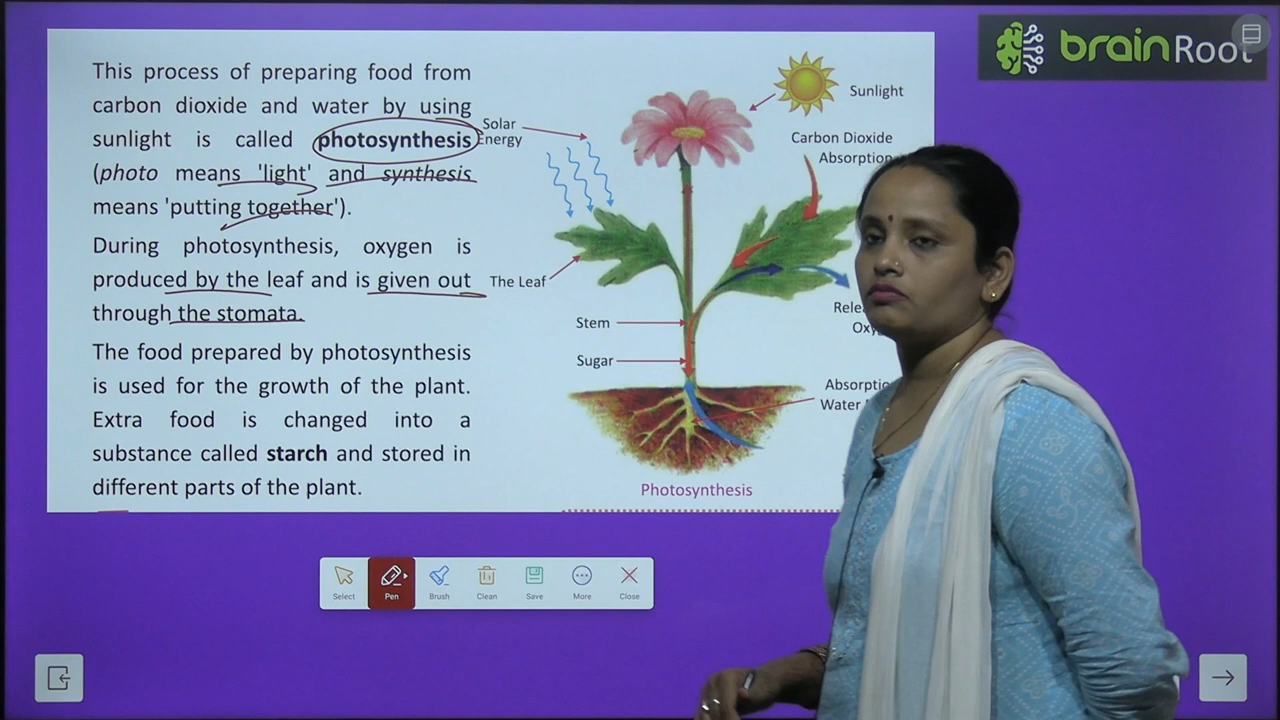 This process of preparing food from
carbon dioxide and water by using
sunlight is called photosynthesis
(photo means 'light' and synthesis
means 'putting together').
During photosynthesis, oxygen is
produced by the leaf and is given out
through the stomata.
The food prepared by photosynthesis
is used for the growth of the plant.
Extra food is changed into a
substance called starch and stored in
different parts of the plant.
Solar
Energy
Sunlight
Carbon Dioxide
Absorption
The Leaf
Stem
Sugar
Water
Photosynthesis
brainRoot
Select
Pen
Brush
Clean
Save
More
Close